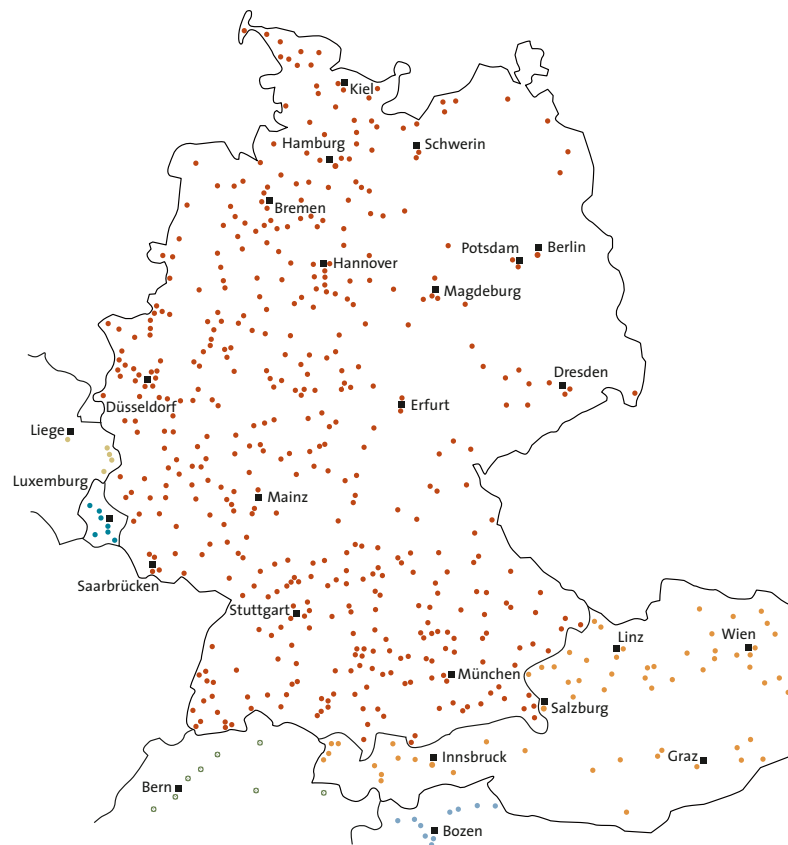 Kiel
Hamburg
Schwerin
Bremen
Potsdam
Berlin
Hannover
Magdeburg
Dresden
Düsseldorf
Erfurt
Liege
Luxemburg
Mainz
Saarbrücken
Stuttgart
Linz
Wien
München
Salzburg
Innsbruck
Graz
Bern
Bozen